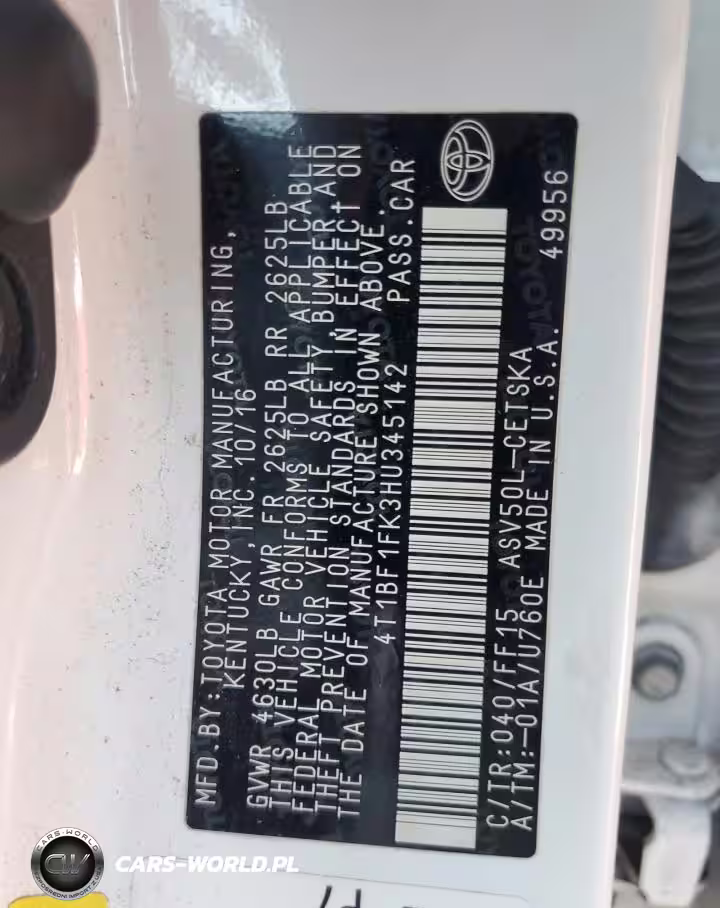 MFD.BY:TOYOTA MOTOR MANUFACTURING,
KENTUCKY, INC. 10/16
GVWR 4630LB GAWR FR 2625LB RR 2625LB
THIS VEHICLE CONFORMS TO ALL APPLICABLE
FEDERAL MOTOR VEHICLE SAFETY, BUMPER, AND
THEFT PREVENTION STANDARDS IN EFFECT ON
THE DATE OF MANUFACTURE SHOWN ABOVE.
4T1BF1FK3HU345142 PASS.CAR
C/TR:040/FF15 ASV50L-CETSKA
A/TM:-01A/U760E MADE IN U.S.A. 49956
CARS-WORLD.PL
CARS-WORLD
CW